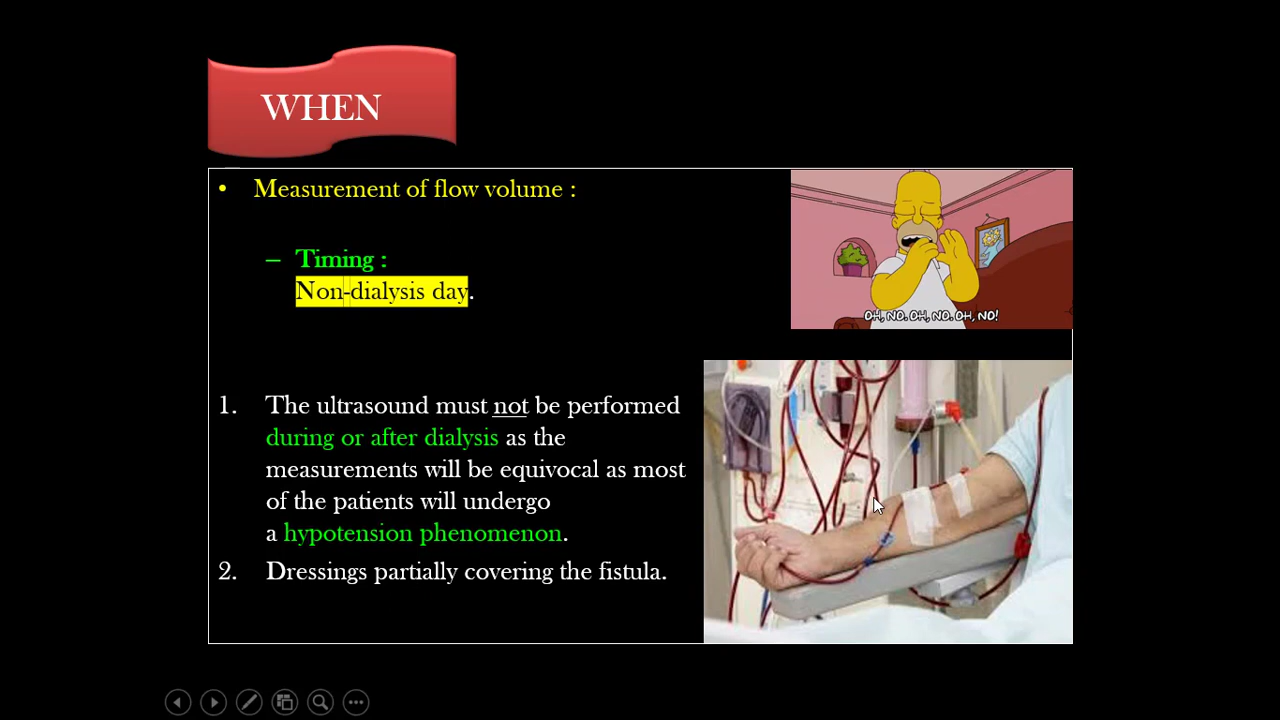 WHEN
• Measurement of flow volume :
– Timing :
Non-dialysis day.
OH, NO. OH, NO. OH, NO!
1. The ultrasound must not be performed
during or after dialysis as the
measurements will be equivocal as most
of the patients will undergo
a hypotension phenomenon.
2. Dressings partially covering the fistula.